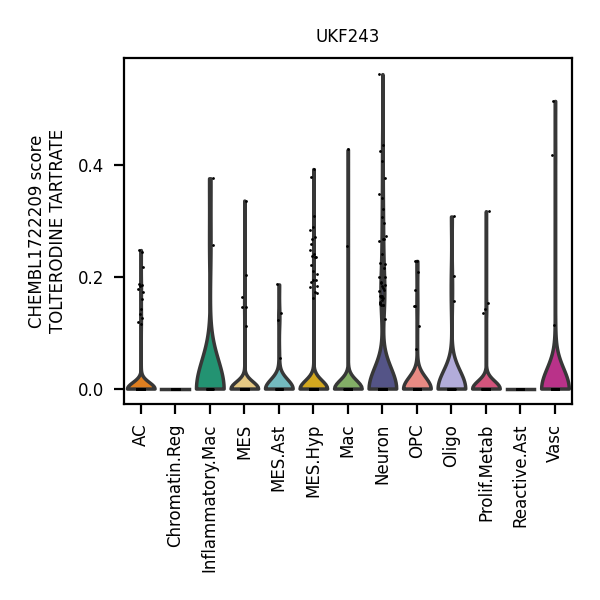 UKF243
CHEMBL1722209 score
TOLTERODINE TARTRATE
0.4
0.2
0.0
AC
Chromatin.Reg
Inflammatory.Mac
MES
MES.Ast
MES.Hyp
Mac
Neuron
OPC
Oligo
Prolif.Metab
Reactive.Ast
Vasc